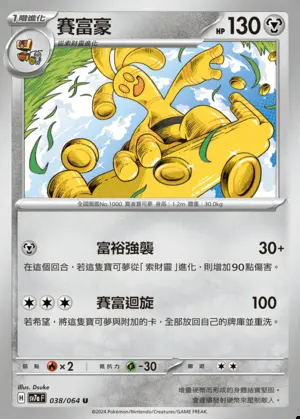 1階進化
賽富豪
HP 130
從索財靈進化
全國圖鑑No.1000 寶者寶可夢 身高:1.2m 體重:30.0kg
富裕強襲 30+
在這個回合,若這隻寶可夢從「索財靈」進化,則增加90點傷害。
賽富迴旋 100
若希望,將這隻寶可夢與附加的卡,全部放回自己的牌庫並重洗。
弱點 ×2 抵抗力 -30 撤退
Illus. Dsuke
H sv7a F 038/064 U
身體硬幣
©2024 Pokémon/Nintendo/Creatures/GAME FREAK.